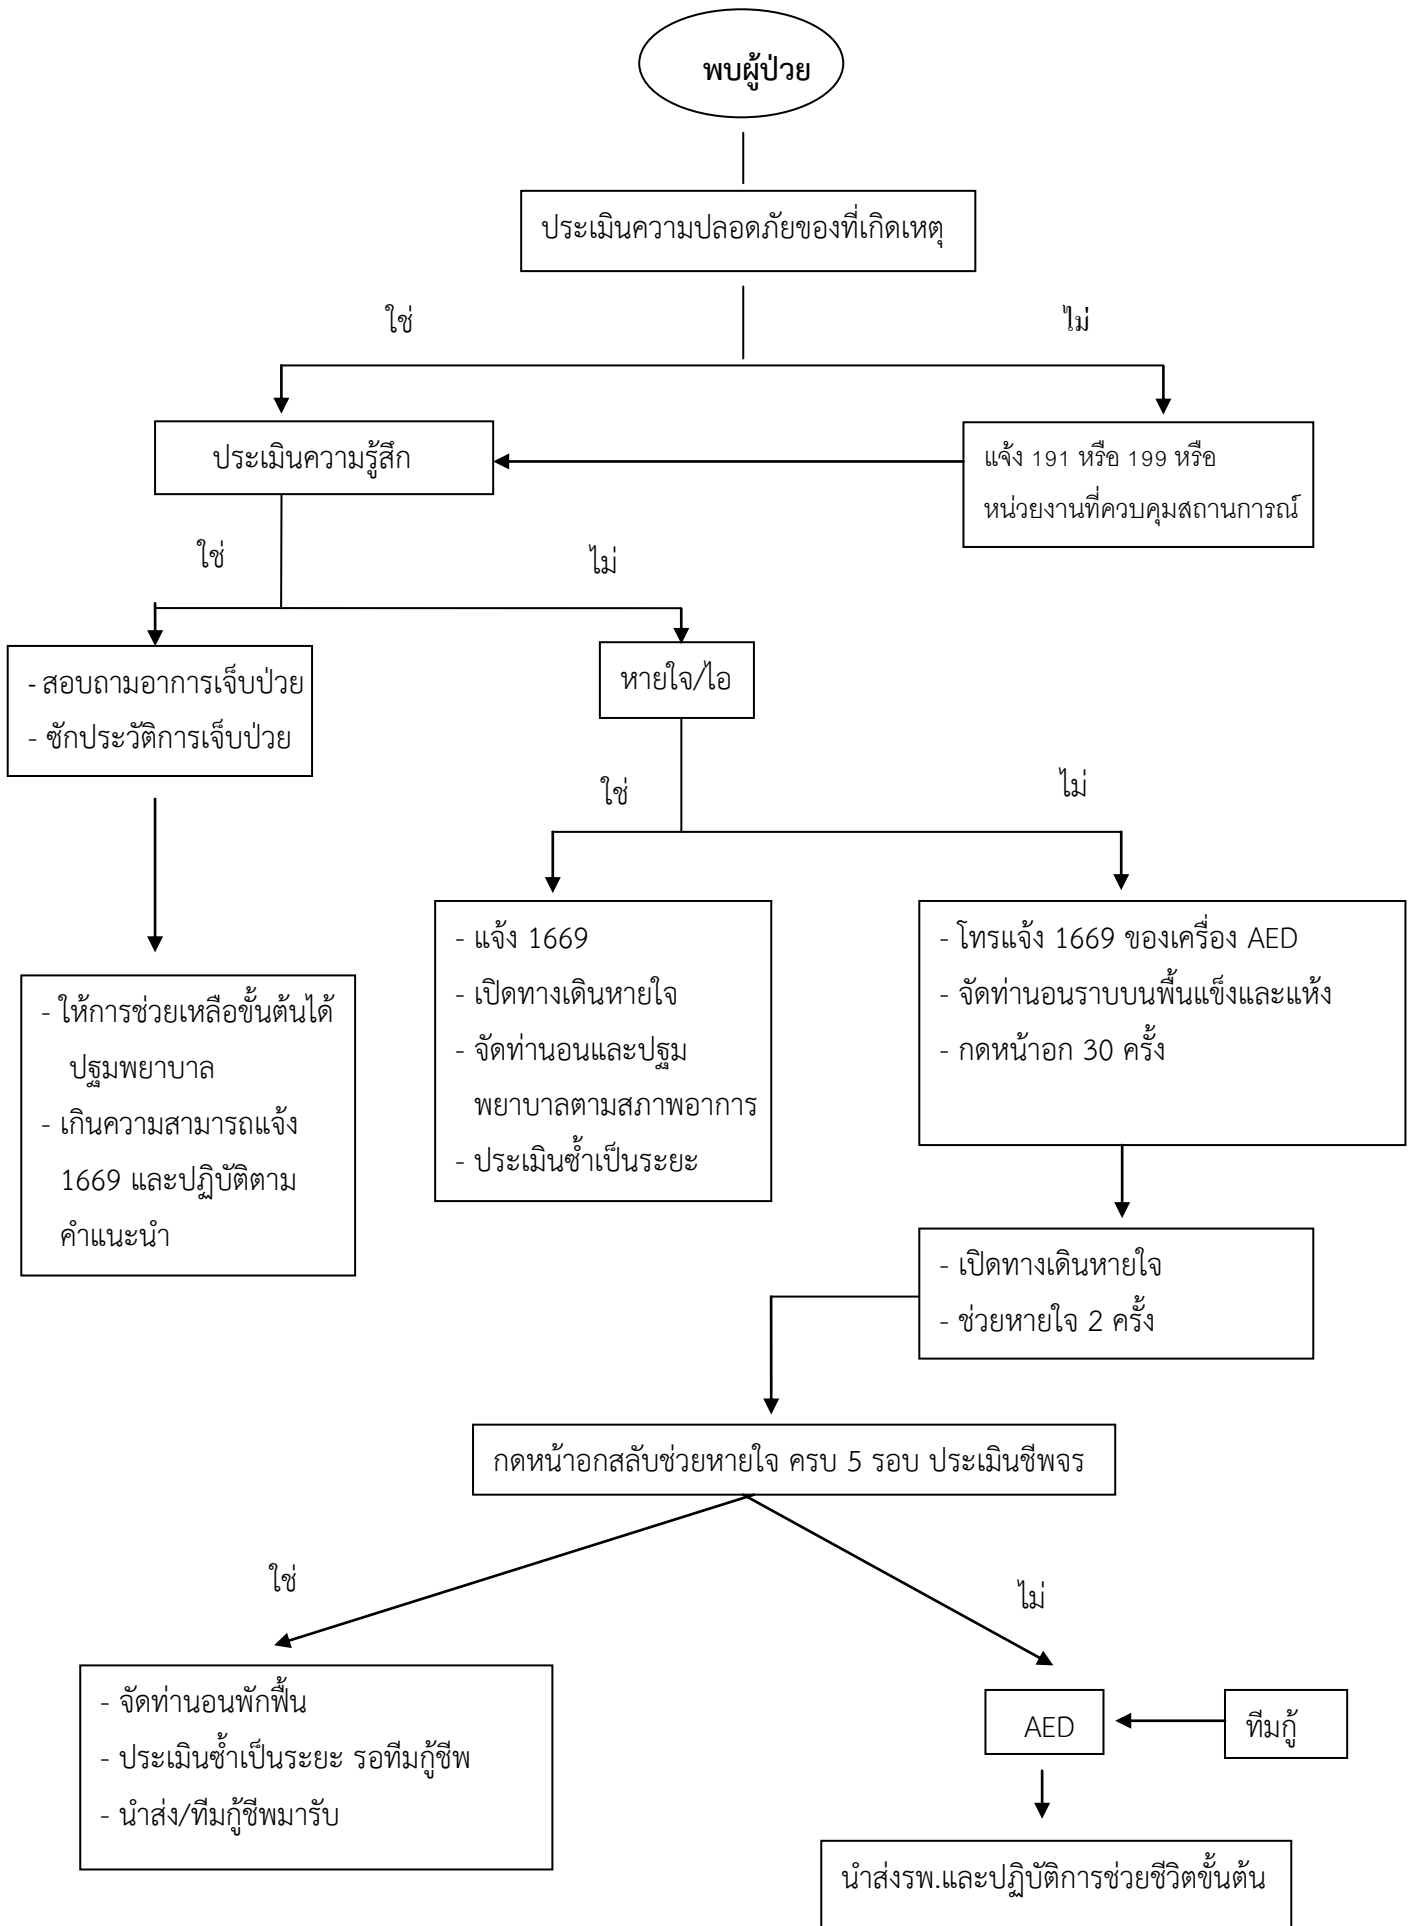 พบผู้ป่วย
ประเมินความปลอดภัยของที่เกิดเหตุ
ใช่
ไม่
ประเมินความรู้สึก
แจ้ง 191 หรือ 199 หรือ
หน่วยงานที่ควบคุมสถานการณ์
ใช่
ไม่
- สอบถามอาการเจ็บป่วย
- ซักประวัติการเจ็บป่วย
หายใจ/ไอ
ใช่
ไม่
- ให้การช่วยเหลือขั้นต้นได้
ปฐมพยาบาล
- เกินความสามารถแจ้ง
1669 และปฏิบัติตาม
คำแนะนำ
- แจ้ง 1669
- เปิดทางเดินหายใจ
- จัดท่านอนและปฐม
พยาบาลตามสภาพอาการ
- ประเมินซ้ำเป็นระยะ
- โทรแจ้ง 1669 ของเครื่อง AED
- จัดท่านอนราบบนพื้นแข็งและแห้ง
- กดหน้าอก 30 ครั้ง
- เปิดทางเดินหายใจ
- ช่วยหายใจ 2 ครั้ง
กดหน้าอกสลับช่วยหายใจ ครบ 5 รอบ ประเมินชีพจร
ใช่
ไม่
- จัดท่านอนพักฟื้น
- ประเมินซ้ำเป็นระยะ รอทีมกู้ชีพ
- นำส่ง/ทีมกู้ชีพมารับ
AED
ทีมกู้
นำส่งรพ.และปฏิบัติการช่วยชีวิตขั้นต้น